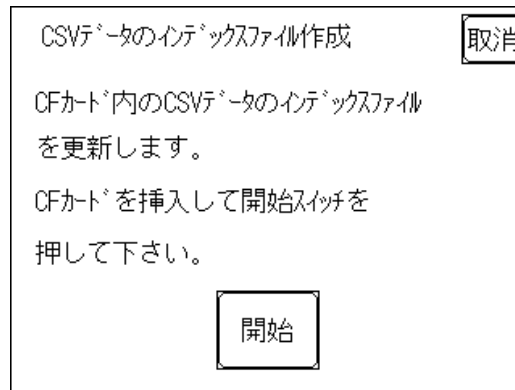 CSVﾃﾞｰﾀのｲﾝﾃﾞｯｸｽﾌｧｲﾙ作成
取消
CFｶｰﾄﾞ内のCSVﾃﾞｰﾀのｲﾝﾃﾞｯｸｽﾌｧｲﾙ
を更新します。
CFｶｰﾄﾞを挿入して開始ｽｲｯﾁを
押して下さい。
開始